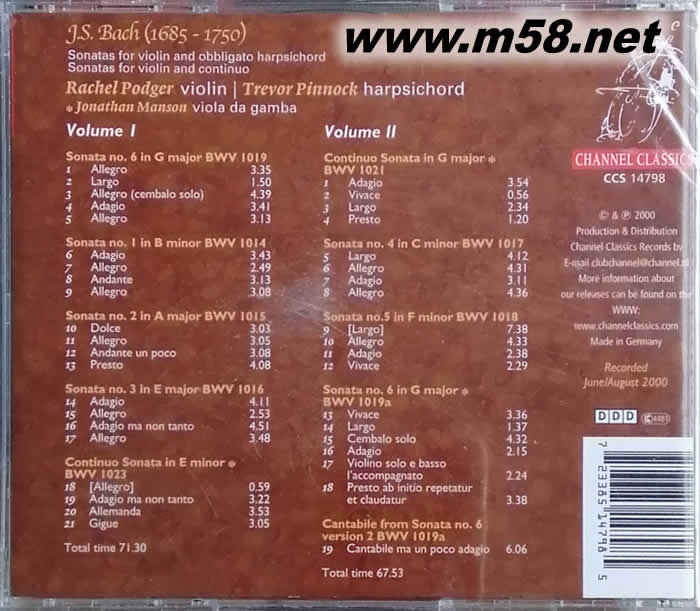 J.S. Bach (1685 - 1750)
www.m58.net
Sonatas for violin and obbligato harpsichord
Sonatas for violin and continuo
Rachel Podger violin | Trevor Pinnock harpsichord
* Jonathan Manson viola da gamba
Volume I
Sonata no. 6 in G major BWV 1019
1 Allegro 3.35
2 Largo 1.50
3 Allegro (cembalo solo) 4.39
4 Adagio 3.41
5 Allegro 3.13
Sonata no. 1 in B minor BWV 1014
6 Adagio 3.43
7 Allegro 2.49
8 Andante 3.13
9 Allegro 3.08
Sonata no. 2 in A major BWV 1015
10 Dolce 3.03
11 Allegro 3.05
12 Andante un poco 3.08
13 Presto 4.08
Sonata no. 3 in E major BWV 1016
14 Adagio 4.11
15 Allegro 2.53
16 Adagio ma non tanto 4.51
17 Allegro 3.48
Continuo Sonata in E minor *
BWV 1023
18 [Allegro] 0.59
19 Adagio ma non tanto 3.22
20 Allemanda 3.53
21 Gigue 3.05
Total time 71.30
Volume II
Continuo Sonata in G major *
BWV 1021
1 Adagio 3.54
2 Vivace 0.56
3 Largo 2.34
4 Presto 1.20
Sonata no. 4 in C minor BWV 1017
5 Largo 4.12
6 Allegro 4.31
7 Adagio 3.11
8 Allegro 4.36
Sonata no.5 in F minor BWV 1018
9 [Largo] 7.38
10 Allegro 4.33
11 Adagio 2.38
12 Vivace 2.29
Sonata no. 6 in G major *
BWV 1019a
13 Vivace 3.36
14 Largo 1.37
15 Cembalo solo 4.32
16 Adagio 2.15
17 Violino solo e basso
l'accompagnato 2.24
18 Presto ab initio repetatur
et claudatur 3.38
Cantabile from Sonata no. 6
version 2 BWV 1019a
19 Cantabile ma un poco adagio 6.06
Total time 67.53
CHANNEL CLASSICS
CCS 14798
© & ℗ 2000
Production & Distribution
Channel Classics Records bv
E-mail clubchannel@channel.nl
More information about
our releases can be found on the
WWW:
www.channelclassics.com
Made in Germany
Recorded
June/August 2000
DDD
7 23385 14798 5